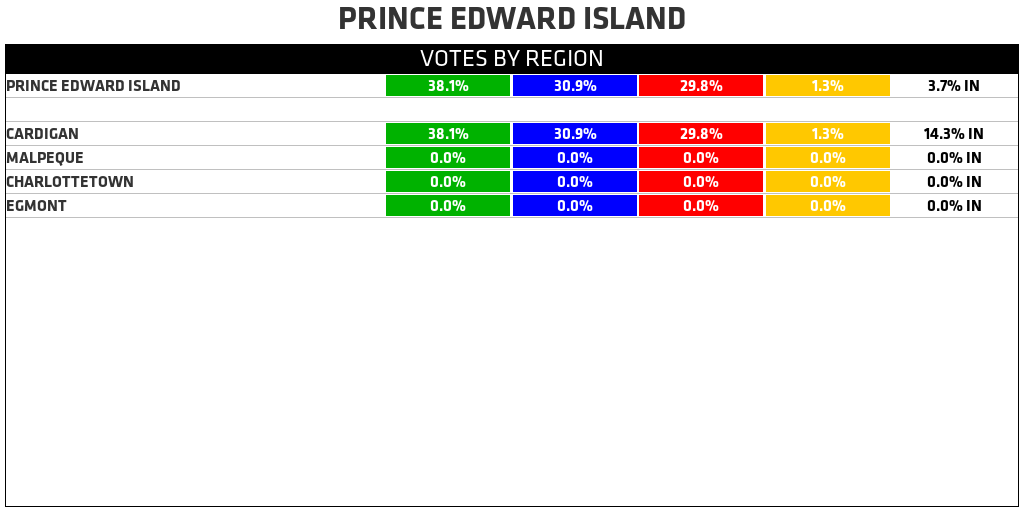 PRINCE EDWARD ISLAND
VOTES BY REGION
PRINCE EDWARD ISLAND 38.1% 30.9% 29.8% 1.3% 3.7% IN
CARDIGAN 38.1% 30.9% 29.8% 1.3% 14.3% IN
MALPEQUE 0.0% 0.0% 0.0% 0.0% 0.0% IN
CHARLOTTETOWN 0.0% 0.0% 0.0% 0.0% 0.0% IN
EGMONT 0.0% 0.0% 0.0% 0.0% 0.0% IN